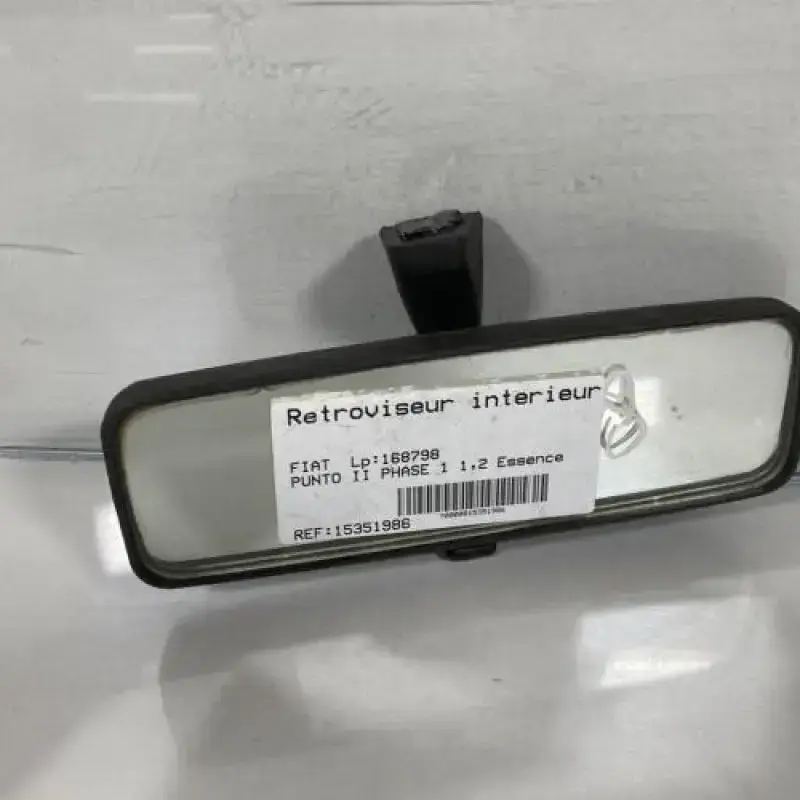 Retroviseur interieur
FIAT Lp:168798
PUNTO II PHASE 1 1,2 Essence
REF:15351986